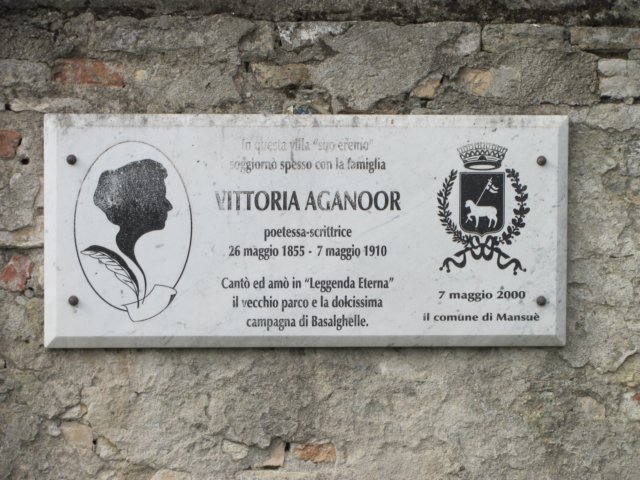 In questa villa "suo eremo"
soggiornò spesso con la famiglia
VITTORIA AGANOOR
poetessa-scrittrice
26 maggio 1855 - 7 maggio 1910
Cantò ed amò in "Leggenda Eterna"
il vecchio parco e la dolcissima
campagna di Basalghelle.
7 maggio 2000
il comune di Mansuè